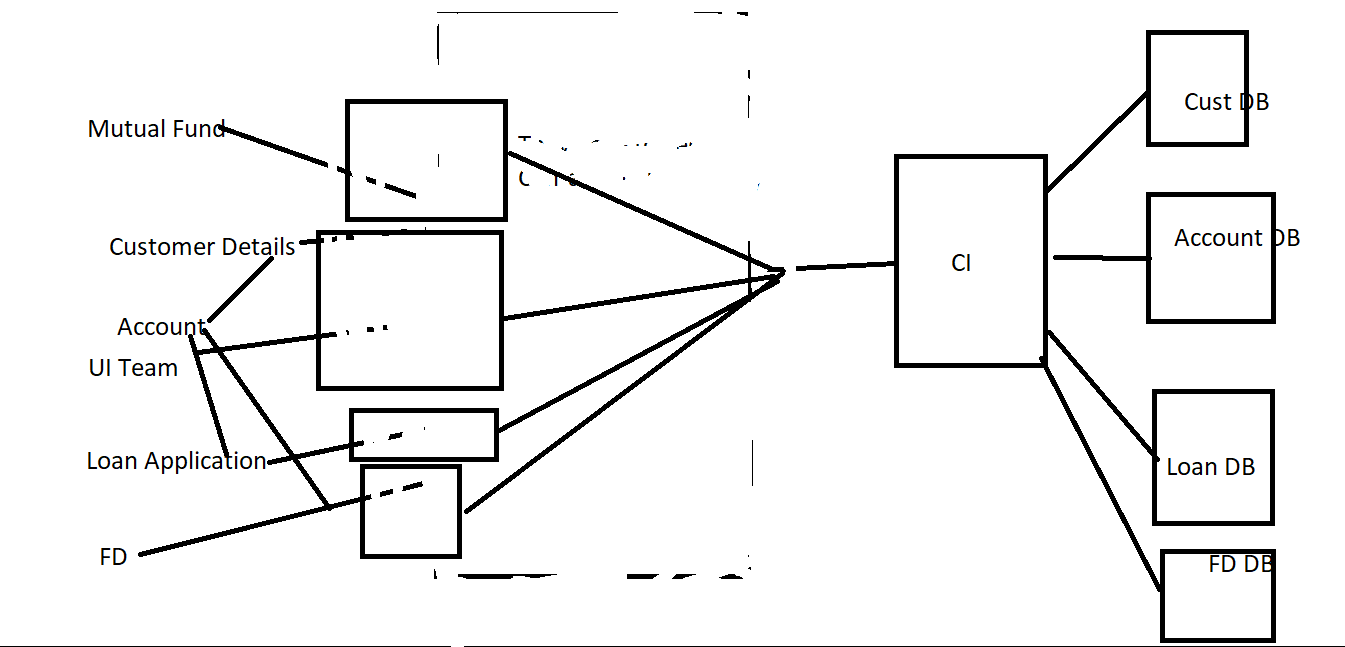 Mutual Fund
Customer Details
Account
UI Team
Loan Application
FD
CI
Cust DB
Account DB
Loan DB
FD DB